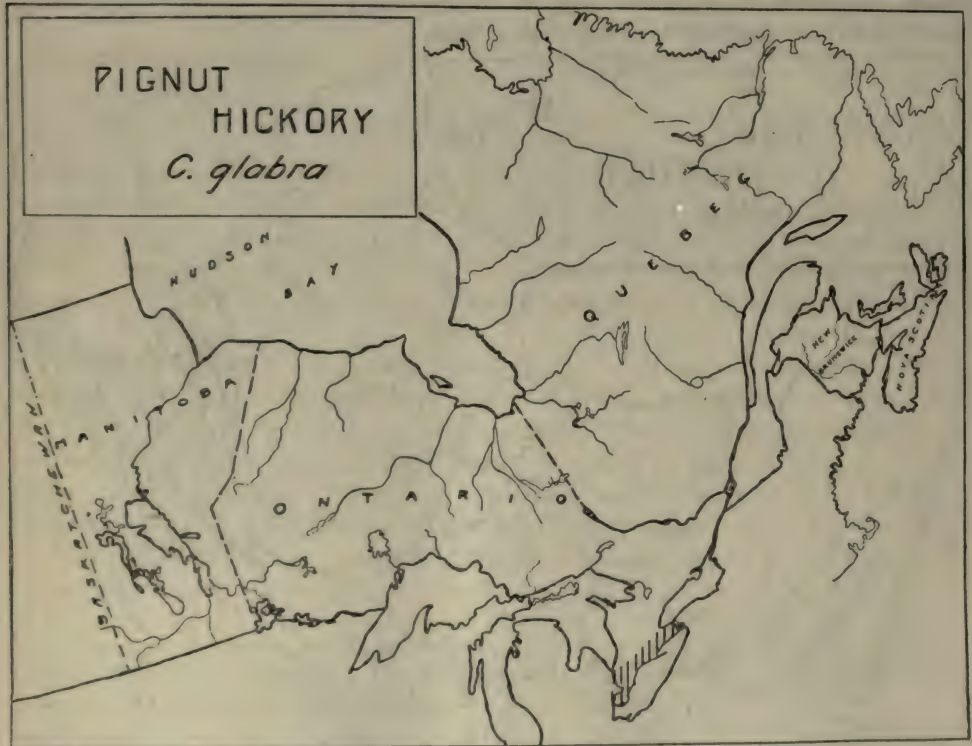 PIGNUT
HICKORY
C. glabra
HUDSON
BAY
QUEBEC
MANITOBA
SASKATCHEWAN
ONTARIO
NEW
BRUNSWICK
NOVA SCOTIA